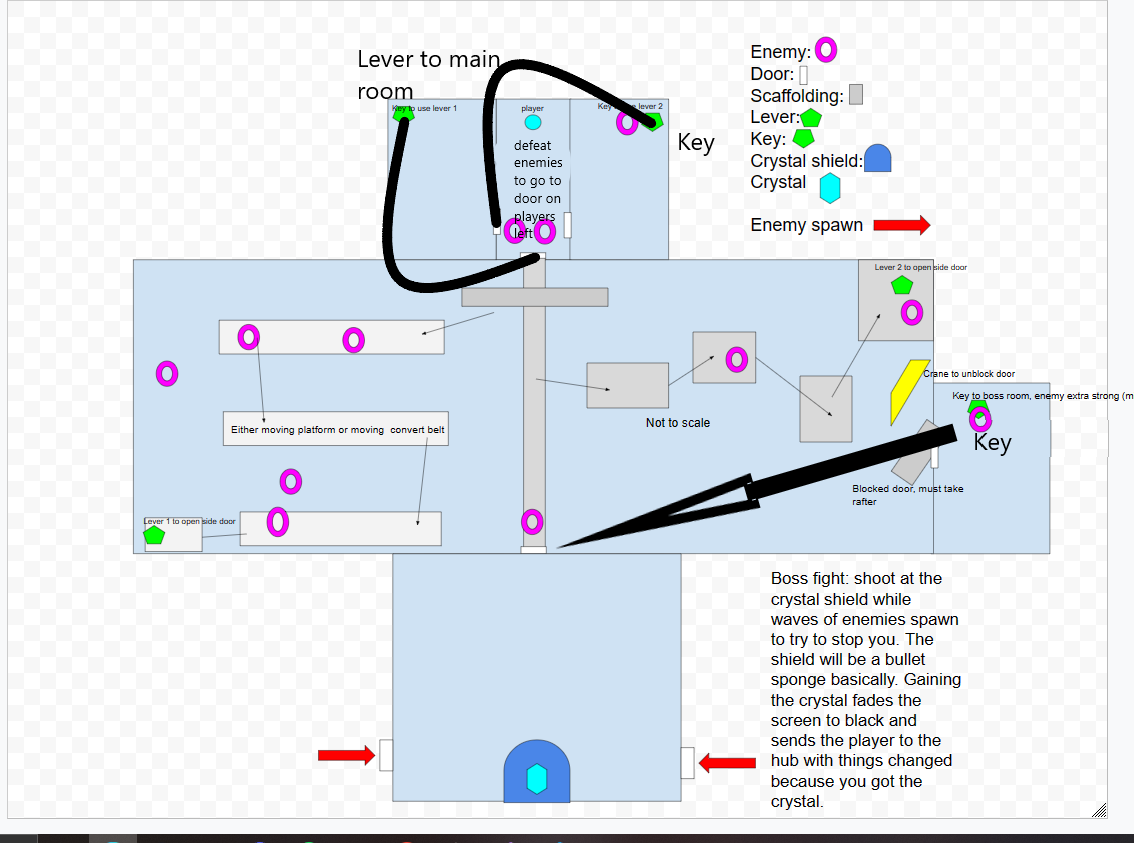 Lever to main
room
Key to use lever 1
player
lever 2
defeat
enemies
to go to
door on
players
left
Key
Enemy:
Door:
Scaffolding:
Lever:
Key:
Crystal shield:
Crystal
Enemy spawn
Lever 2 to open side door
Crane to unblock door
Key to boss room, enemy extra strong (m
Key
Not to scale
Either moving platform or moving convert belt
Blocked door, must take
rafter
Lever 1 to open side door
Boss fight: shoot at the
crystal shield while
waves of enemies spawn
to try to stop you. The
shield will be a bullet
sponge basically. Gaining
the crystal fades the
screen to black and
sends the player to the
hub with things changed
because you got the
crystal.